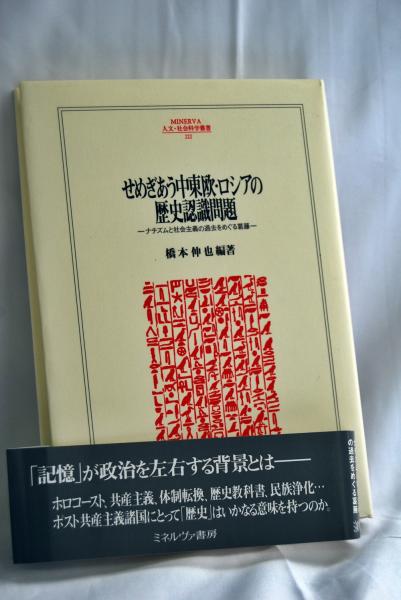 MINERVA
人文・社会科学叢書
222
せめぎあう中東欧・ロシアの
歴史認識問題
―ナチズムと社会主義の過去をめぐる葛藤―
橋本伸也編著
「記憶」が政治を左右する背景とは――
ホロコースト、共産主義、体制転換、歴史教科書、民族浄化…
ポスト共産主義諸国にとって「歴史」はいかなる意味を持つのか。
ミネルヴァ書房
の過去をめぐる葛藤